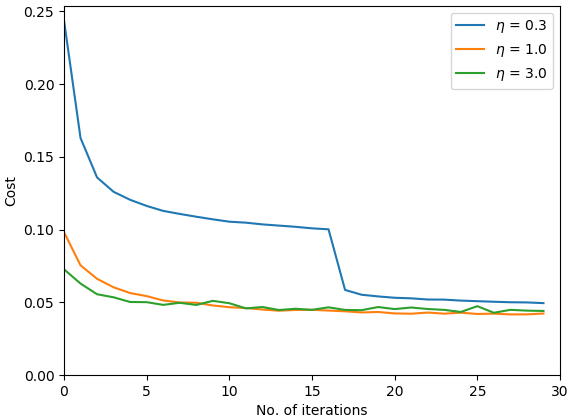 0.25
0.20
0.15
0.10
0.05
0.00
Cost
η = 0.3
η = 1.0
η = 3.0
0 5 10 15 20 25 30
No. of iterations